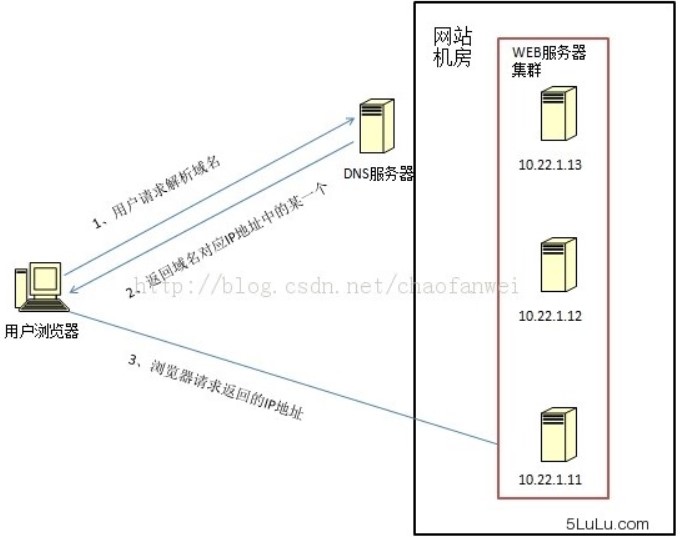 网站
机房
WEB服务器
集群
10.22.1.13
DNS服务器
1、用户请求解析域名
2、返回域名对应IP地址中的某一个
http://blog.csdn.net/chaofanwei
10.22.1.12
用户浏览器
3、浏览器请求返回的IP地址
10.22.1.11
5LuLu.com